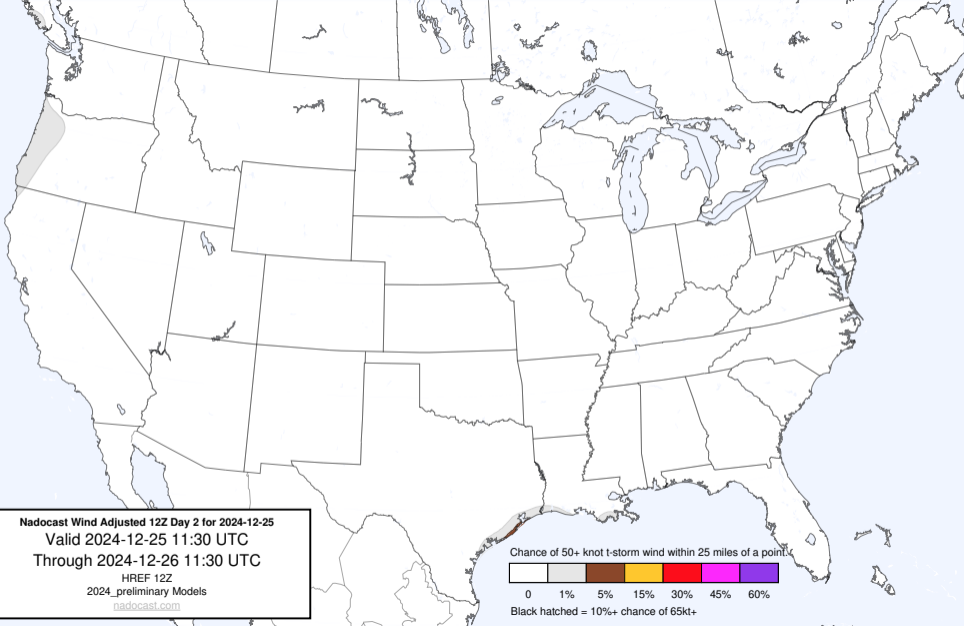 Nadocast Wind Adjusted 12Z Day 2 for 2024-12-25
Valid 2024-12-25 11:30 UTC
Through 2024-12-26 11:30 UTC
HREF 12Z
2024_preliminary Models
nadocast.com
Chance of 50+ knot t-storm wind within 25 miles of a point.
0 1% 5% 15% 30% 45% 60%
Black hatched = 10%+ chance of 65kt+